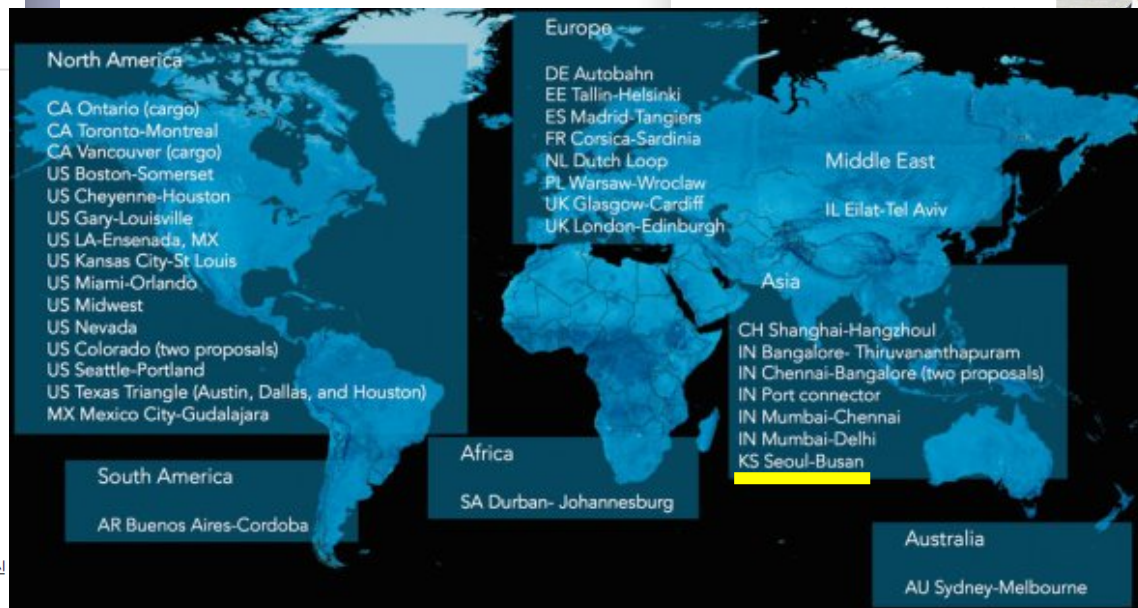 North America
CA Ontario (cargo)
CA Toronto-Montreal
CA Vancouver (cargo)
US Boston-Somerset
US Cheyenne-Houston
US Gary-Louisville
US LA-Ensenada, MX
US Kansas City-St Louis
US Miami-Orlando
US Midwest
US Nevada
US Colorado (two proposals)
US Seattle-Portland
US Texas Triangle (Austin, Dallas, and Houston)
MX Mexico City-Gudalajara
South America
AR Buenos Aires-Cordoba
Europe
DE Autobahn
EE Tallin-Helsinki
ES Madrid-Tangiers
FR Corsica-Sardinia
NL Dutch Loop
PL Warsaw-Wroclaw
UK Glasgow-Cardiff
UK London-Edinburgh
Africa
SA Durban- Johannesburg
Middle East
IL Eilat-Tel Aviv
Asia
CH Shanghai-Hangzhoul
IN Bangalore- Thiruvananthapuram
IN Chennai-Bangalore (two proposals)
IN Port connector
IN Mumbai-Chennai
IN Mumbai-Delhi
KS Seoul-Busan
Australia
AU Sydney-Melbourne